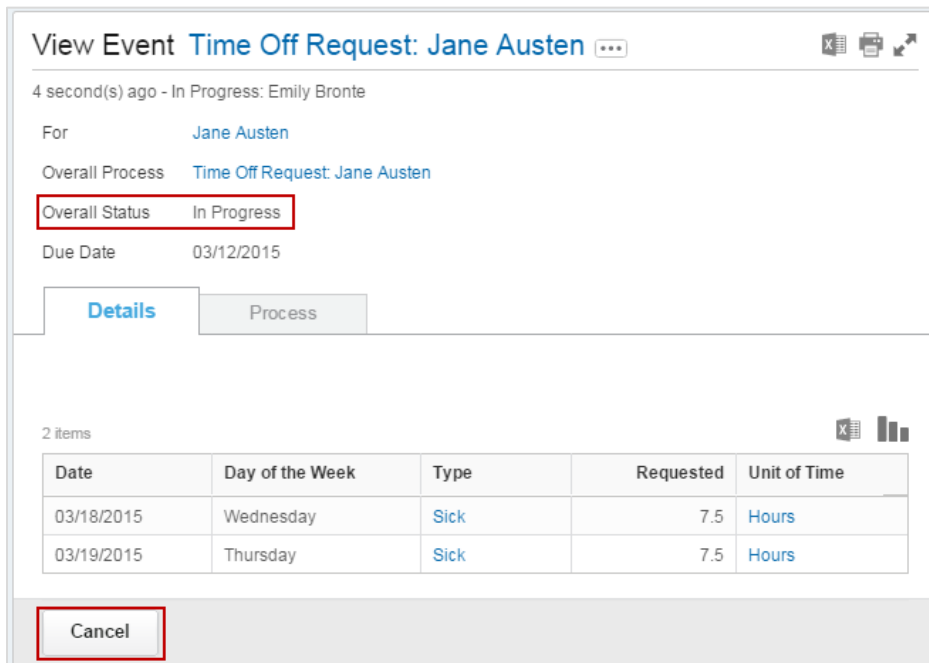 View Event Time Off Request: Jane Austen
4 second(s) ago - In Progress: Emily Bronte
For Jane Austen
Overall Process Time Off Request: Jane Austen
Overall Status In Progress
Due Date 03/12/2015
Details Process
2 items
Date Day of the Week Type Requested Unit of Time
03/18/2015 Wednesday Sick 7.5 Hours
03/19/2015 Thursday Sick 7.5 Hours
Cancel